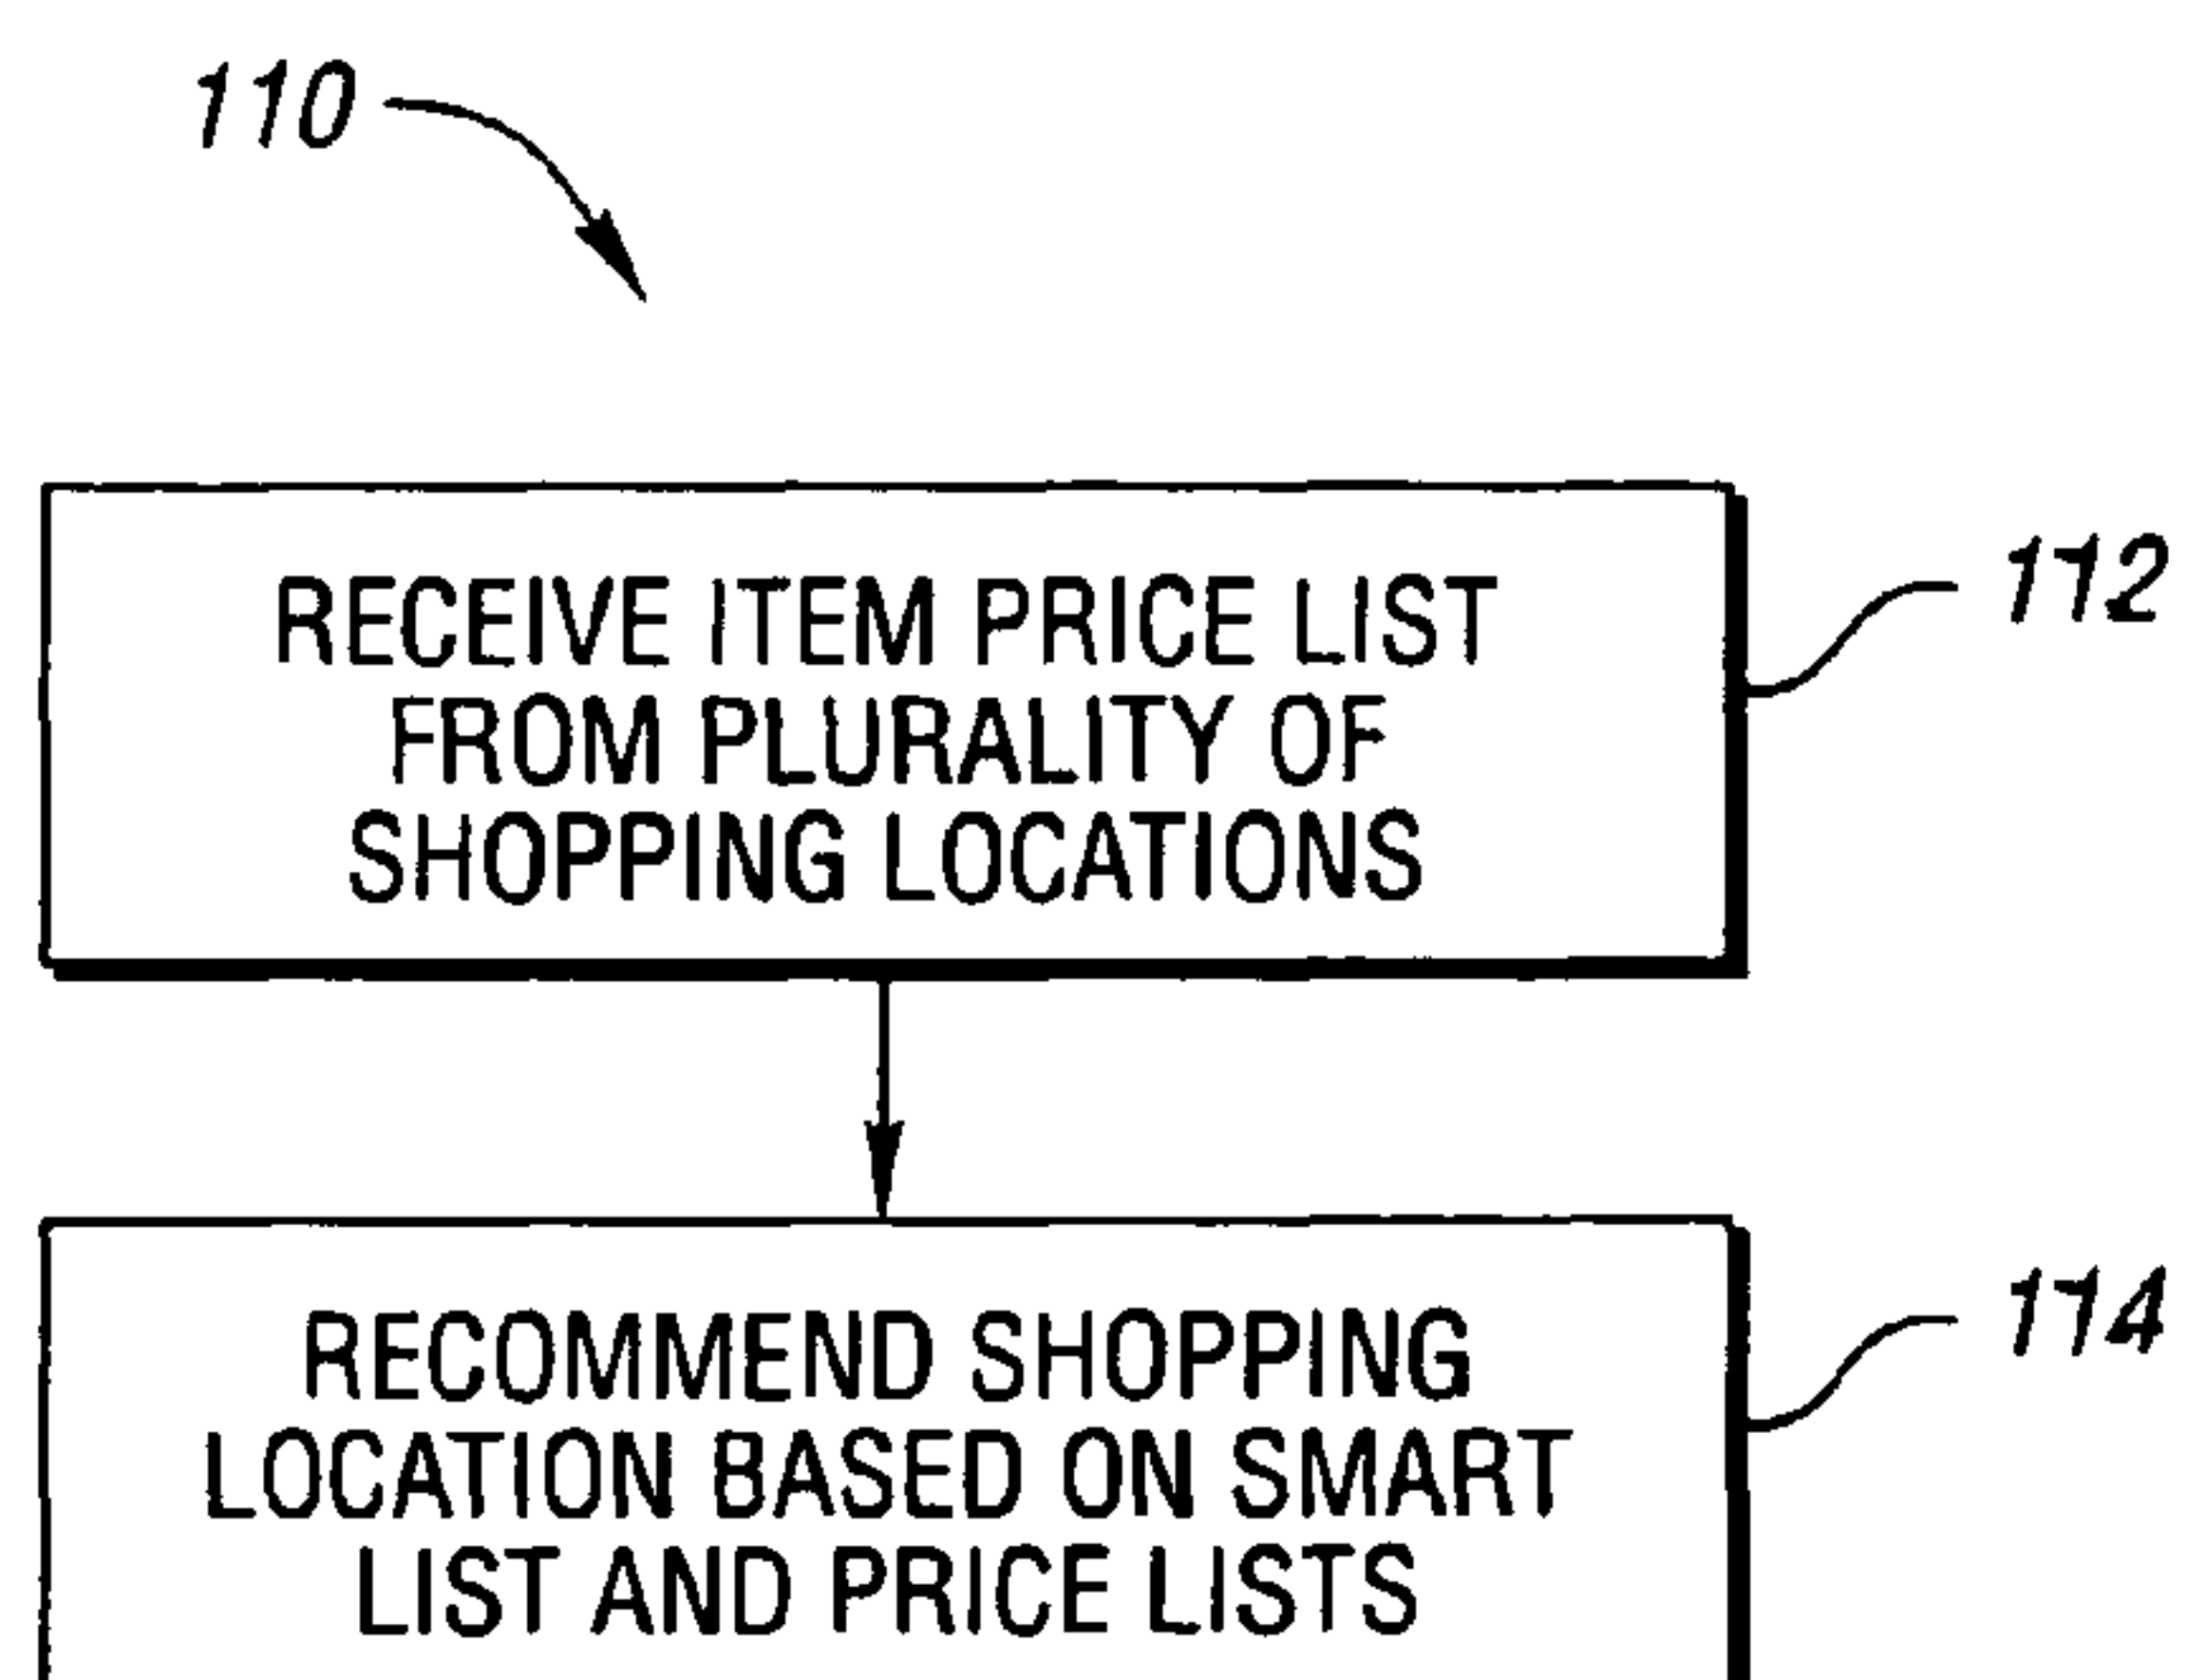 110
RECEIVE ITEM PRICE LIST
FROM PLURALITY OF
SHOPPING LOCATIONS
112
RECOMMEND SHOPPING
LOCATION BASED ON SMART
LIST AND PRICE LISTS
114